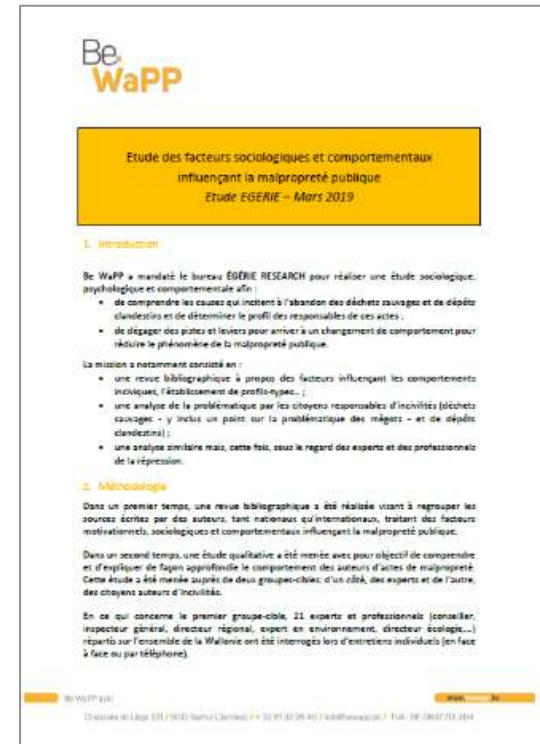 Be
WaPP
Etude des facteurs sociologiques et comportementaux
influençant la malpropreté publique
Etude EGERIE – Mars 2019
1. Introduction
Be WaPP a mandaté le bureau ÉGÉRIE RESEARCH pour réaliser une étude sociologique,
psychologique et comportementale afin :
• de comprendre les causes qui incitent à l'abandon des déchets sauvages et de dépôts
clandestins et de déterminer le profil des responsables de ces actes ;
• de dégager des pistes et leviers pour arriver à un changement de comportement pour
réduire le phénomène de la malpropreté publique.
La mission a notamment consisté en :
• une revue bibliographique à propos des facteurs influençant les comportements
inciviques, l'établissement de profils-types… ;
• une analyse de la problématique par les citoyens responsables d'incivilités (déchets
sauvages - y inclus un point sur la problématique des mégots - et de dépôts
clandestins) ;
• une analyse similaire mais, cette fois, sous le regard des experts et des professionnels
de la répression.
2. Méthodologie
Dans un premier temps, une revue bibliographique a été réalisée visant à regrouper les
sources écrites par des auteurs, tant nationaux qu'internationaux, traitant des facteurs
motivationnels, sociologiques et comportementaux influençant la malpropreté publique.
Dans un second temps, une étude qualitative a été menée avec pour objectif de comprendre
et d'expliquer de façon approfondie le comportement des auteurs d'actes de malpropreté.
Cette étude a été menée auprès de deux groupes-cibles: d'un côté, des experts et de l'autre,
des citoyens auteurs d'incivilités.
En ce qui concerne le premier groupe-cible, 21 experts et professionnels (conseiller,
inspecteur général, directeur régional, expert en environnement, directeur écologie,…)
répartis sur l'ensemble de la Wallonie ont été interrogés lors d'entretiens individuels (en face
à face ou par téléphone).
Be WaPP asbl